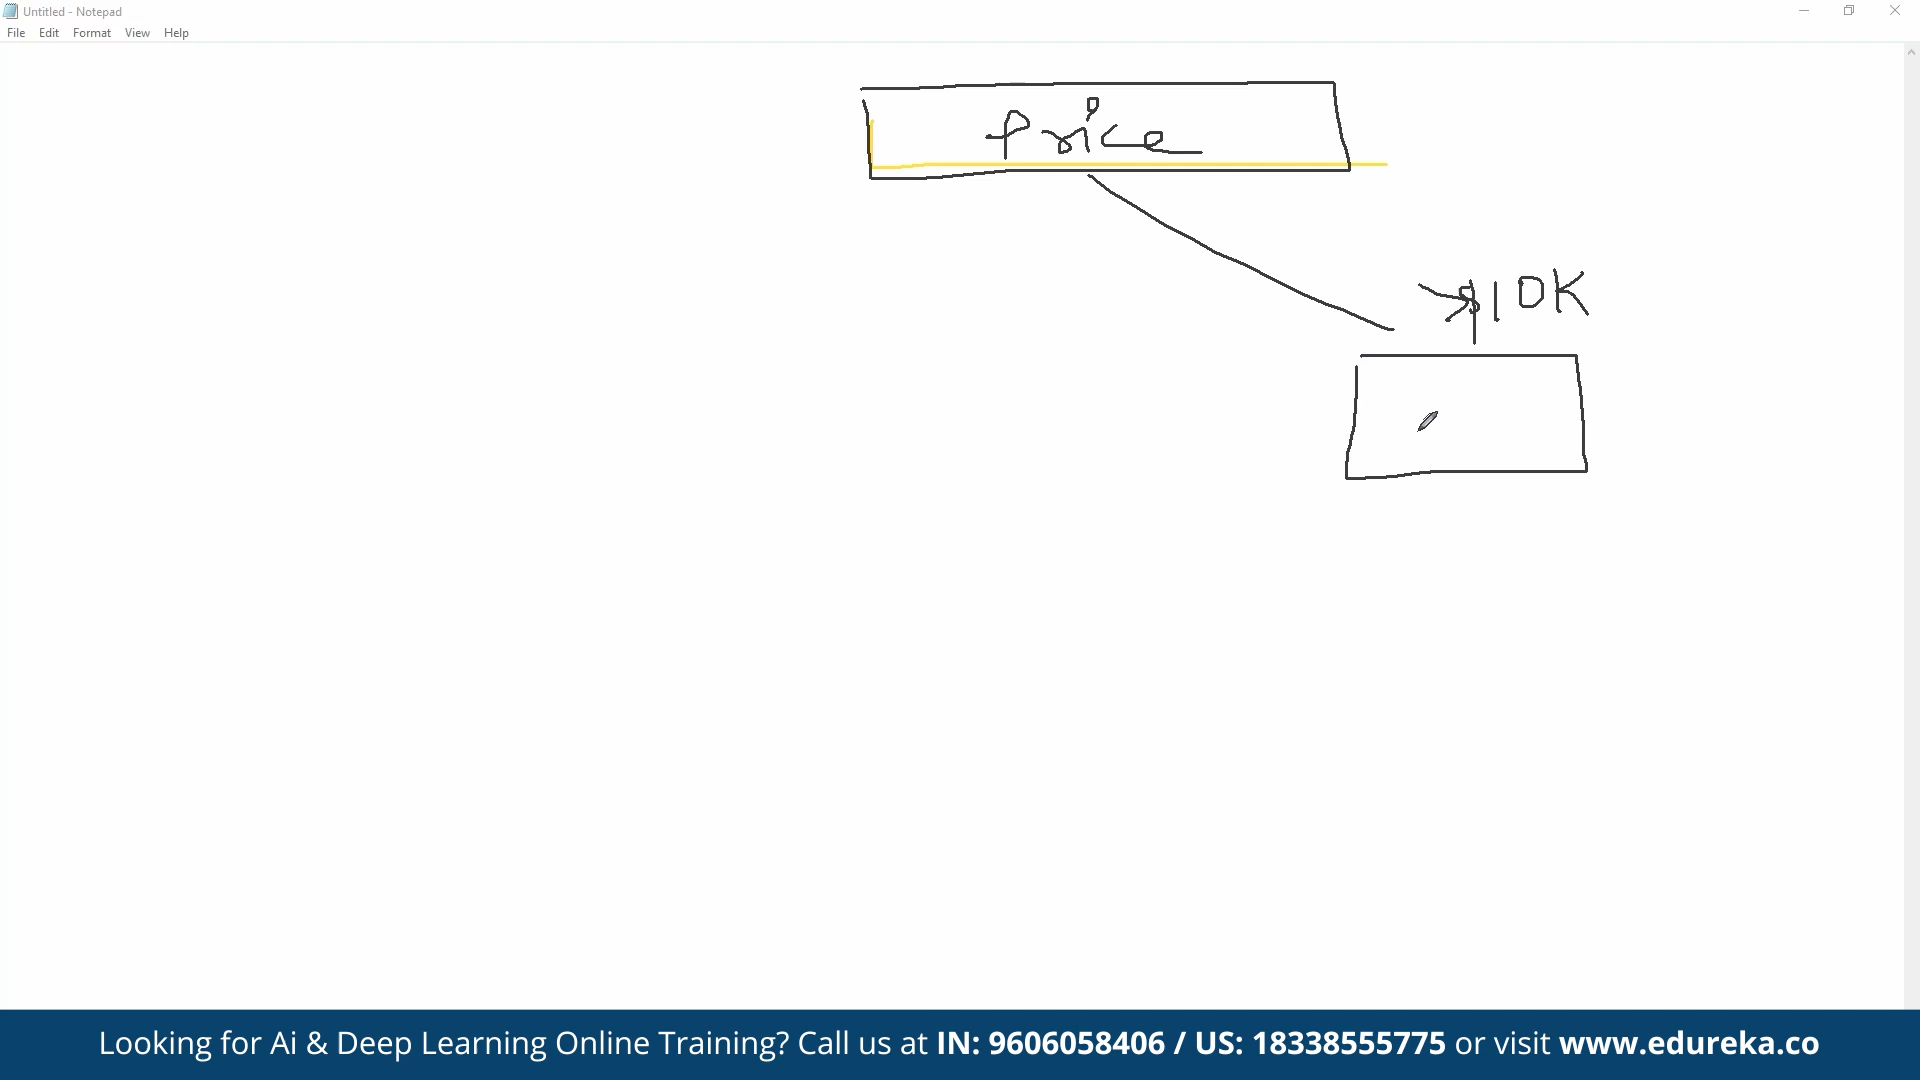 Untitled - Notepad
File Edit Format View Help
Price
$10K
Looking for Ai & Deep Learning Online Training? Call us at IN: 9606058406 / US: 18338555775 or visit www.edureka.co